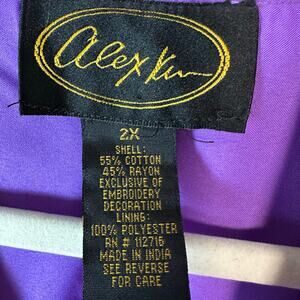 Alex Kim
2X
SHELL:
55% COTTON
45% RAYON
EXCLUSIVE OF
EMBROIDERY
DECORATION
LINING:
100% POLYESTER
RN # 112716
MADE IN INDIA
SEE REVERSE
FOR CARE